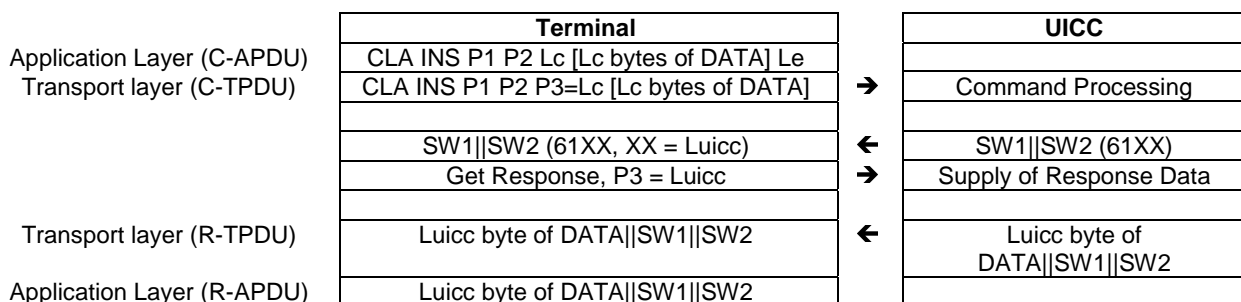 Terminal UICC
Application Layer (C-APDU) CLA INS P1 P2 Lc [Lc bytes of DATA] Le
Transport layer (C-TPDU) CLA INS P1 P2 P3=Lc [Lc bytes of DATA] → Command Processing
SW1||SW2 (61XX, XX = Luicc) ← SW1||SW2 (61XX)
Get Response, P3 = Luicc → Supply of Response Data
Transport layer (R-TPDU) Luicc byte of DATA||SW1||SW2 ← Luicc byte of
DATA||SW1||SW2
Application Layer (R-APDU) Luicc byte of DATA||SW1||SW2